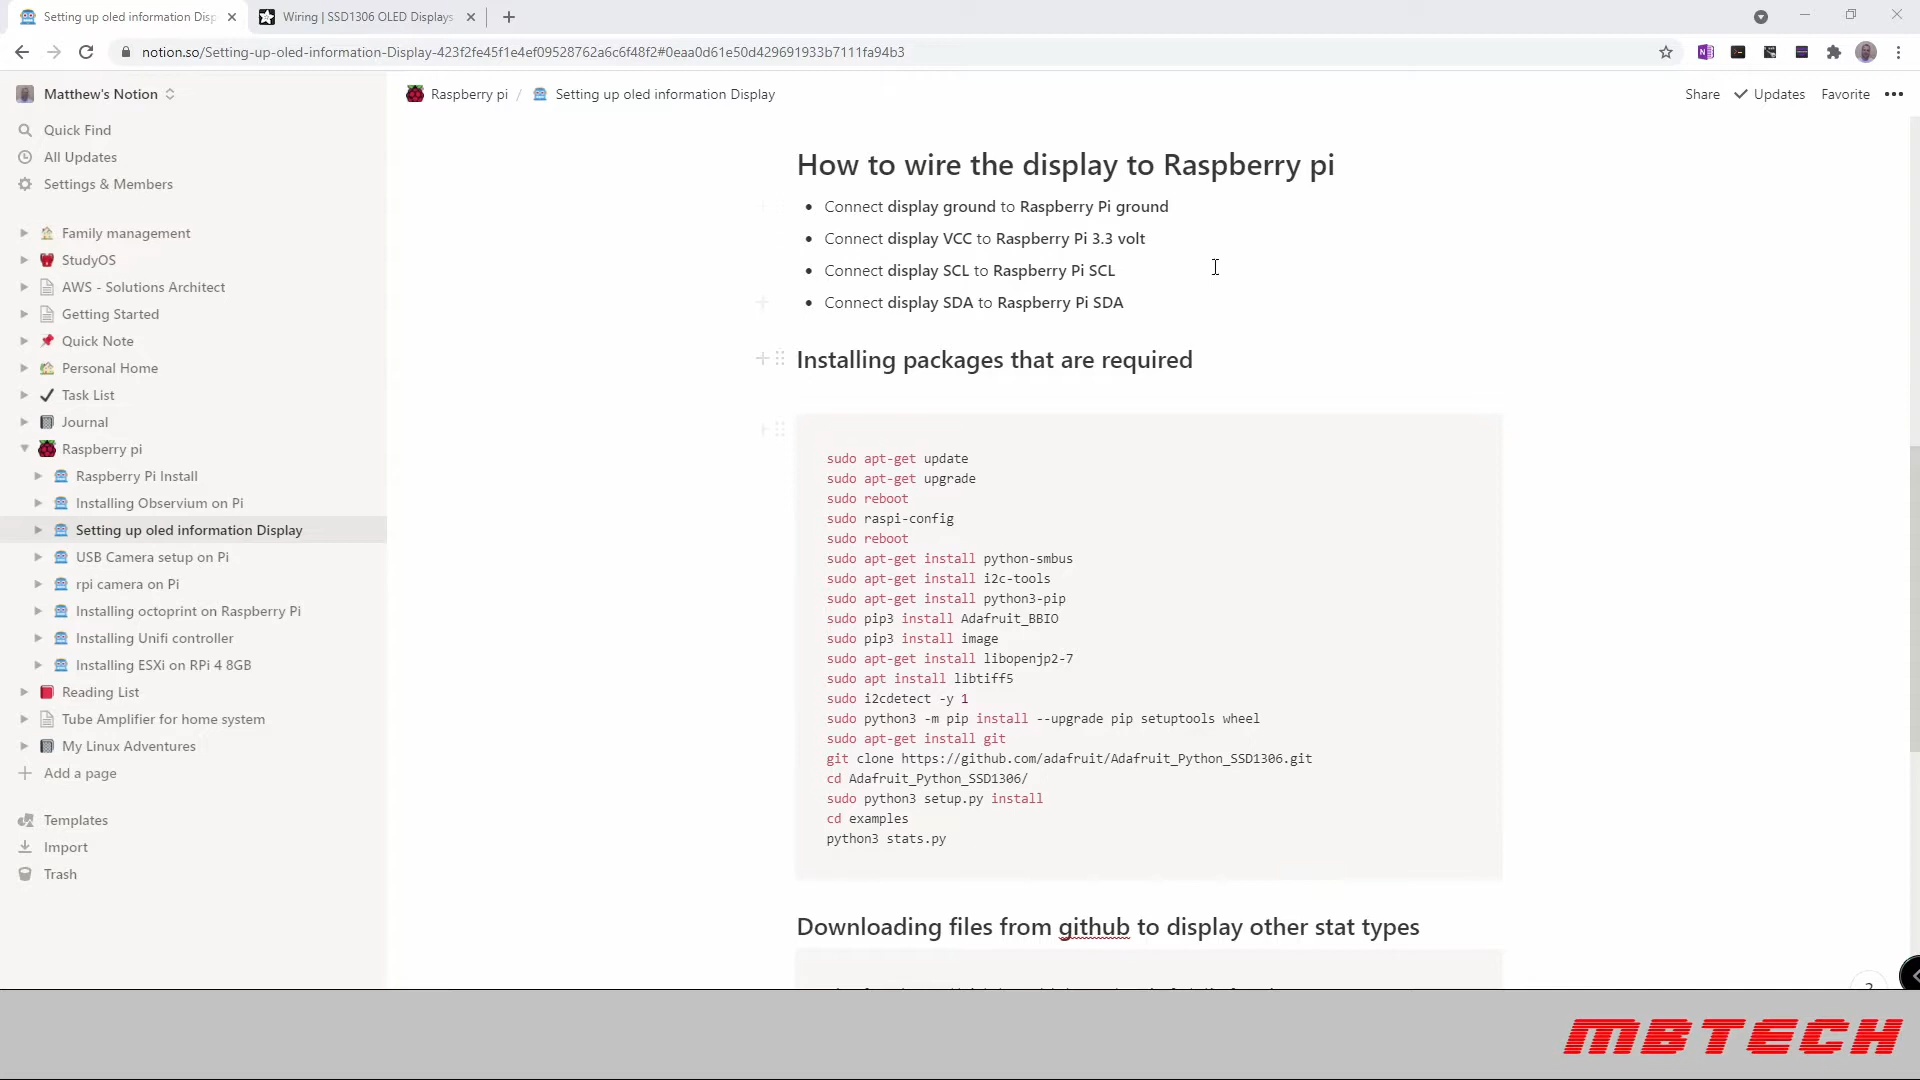 Setting up oled information Disp
Wiring | SSD1306 OLED Displays
notion.so/Setting-up-oled-information-Display-423f2fe45f1e4ef09528762a6c6f48f2#0eaa0d61e50d429691933b7111fa94b3
Matthew's Notion
Raspberry pi / Setting up oled information Display
Share Updates Favorite
Quick Find
All Updates
Settings & Members
Family management
StudyOS
AWS - Solutions Architect
Getting Started
Quick Note
Personal Home
Task List
Journal
Raspberry pi
Raspberry Pi Install
Installing Observium on Pi
Setting up oled information Display
USB Camera setup on Pi
rpi camera on Pi
Installing octoprint on Raspberry Pi
Installing Unifi controller
Installing ESXi on RPi 4 8GB
Reading List
Tube Amplifier for home system
My Linux Adventures
Add a page
Templates
Import
Trash
How to wire the display to Raspberry pi
• Connect display ground to Raspberry Pi ground
• Connect display VCC to Raspberry Pi 3.3 volt
• Connect display SCL to Raspberry Pi SCL
• Connect display SDA to Raspberry Pi SDA
Installing packages that are required
sudo apt-get update
sudo apt-get upgrade
sudo reboot
sudo raspi-config
sudo reboot
sudo apt-get install python-smbus
sudo apt-get install i2c-tools
sudo apt-get install python3-pip
sudo pip3 install Adafruit_BBIO
sudo pip3 install image
sudo apt-get install libopenjp2-7
sudo apt install libtiff5
sudo i2cdetect -y 1
sudo python3 -m pip install --upgrade pip setuptools wheel
sudo apt-get install git
git clone https://github.com/adafruit/Adafruit_Python_SSD1306.git
cd Adafruit_Python_SSD1306/
sudo python3 setup.py install
cd examples
python3 stats.py
Downloading files from github to display other stat types
MBTECH